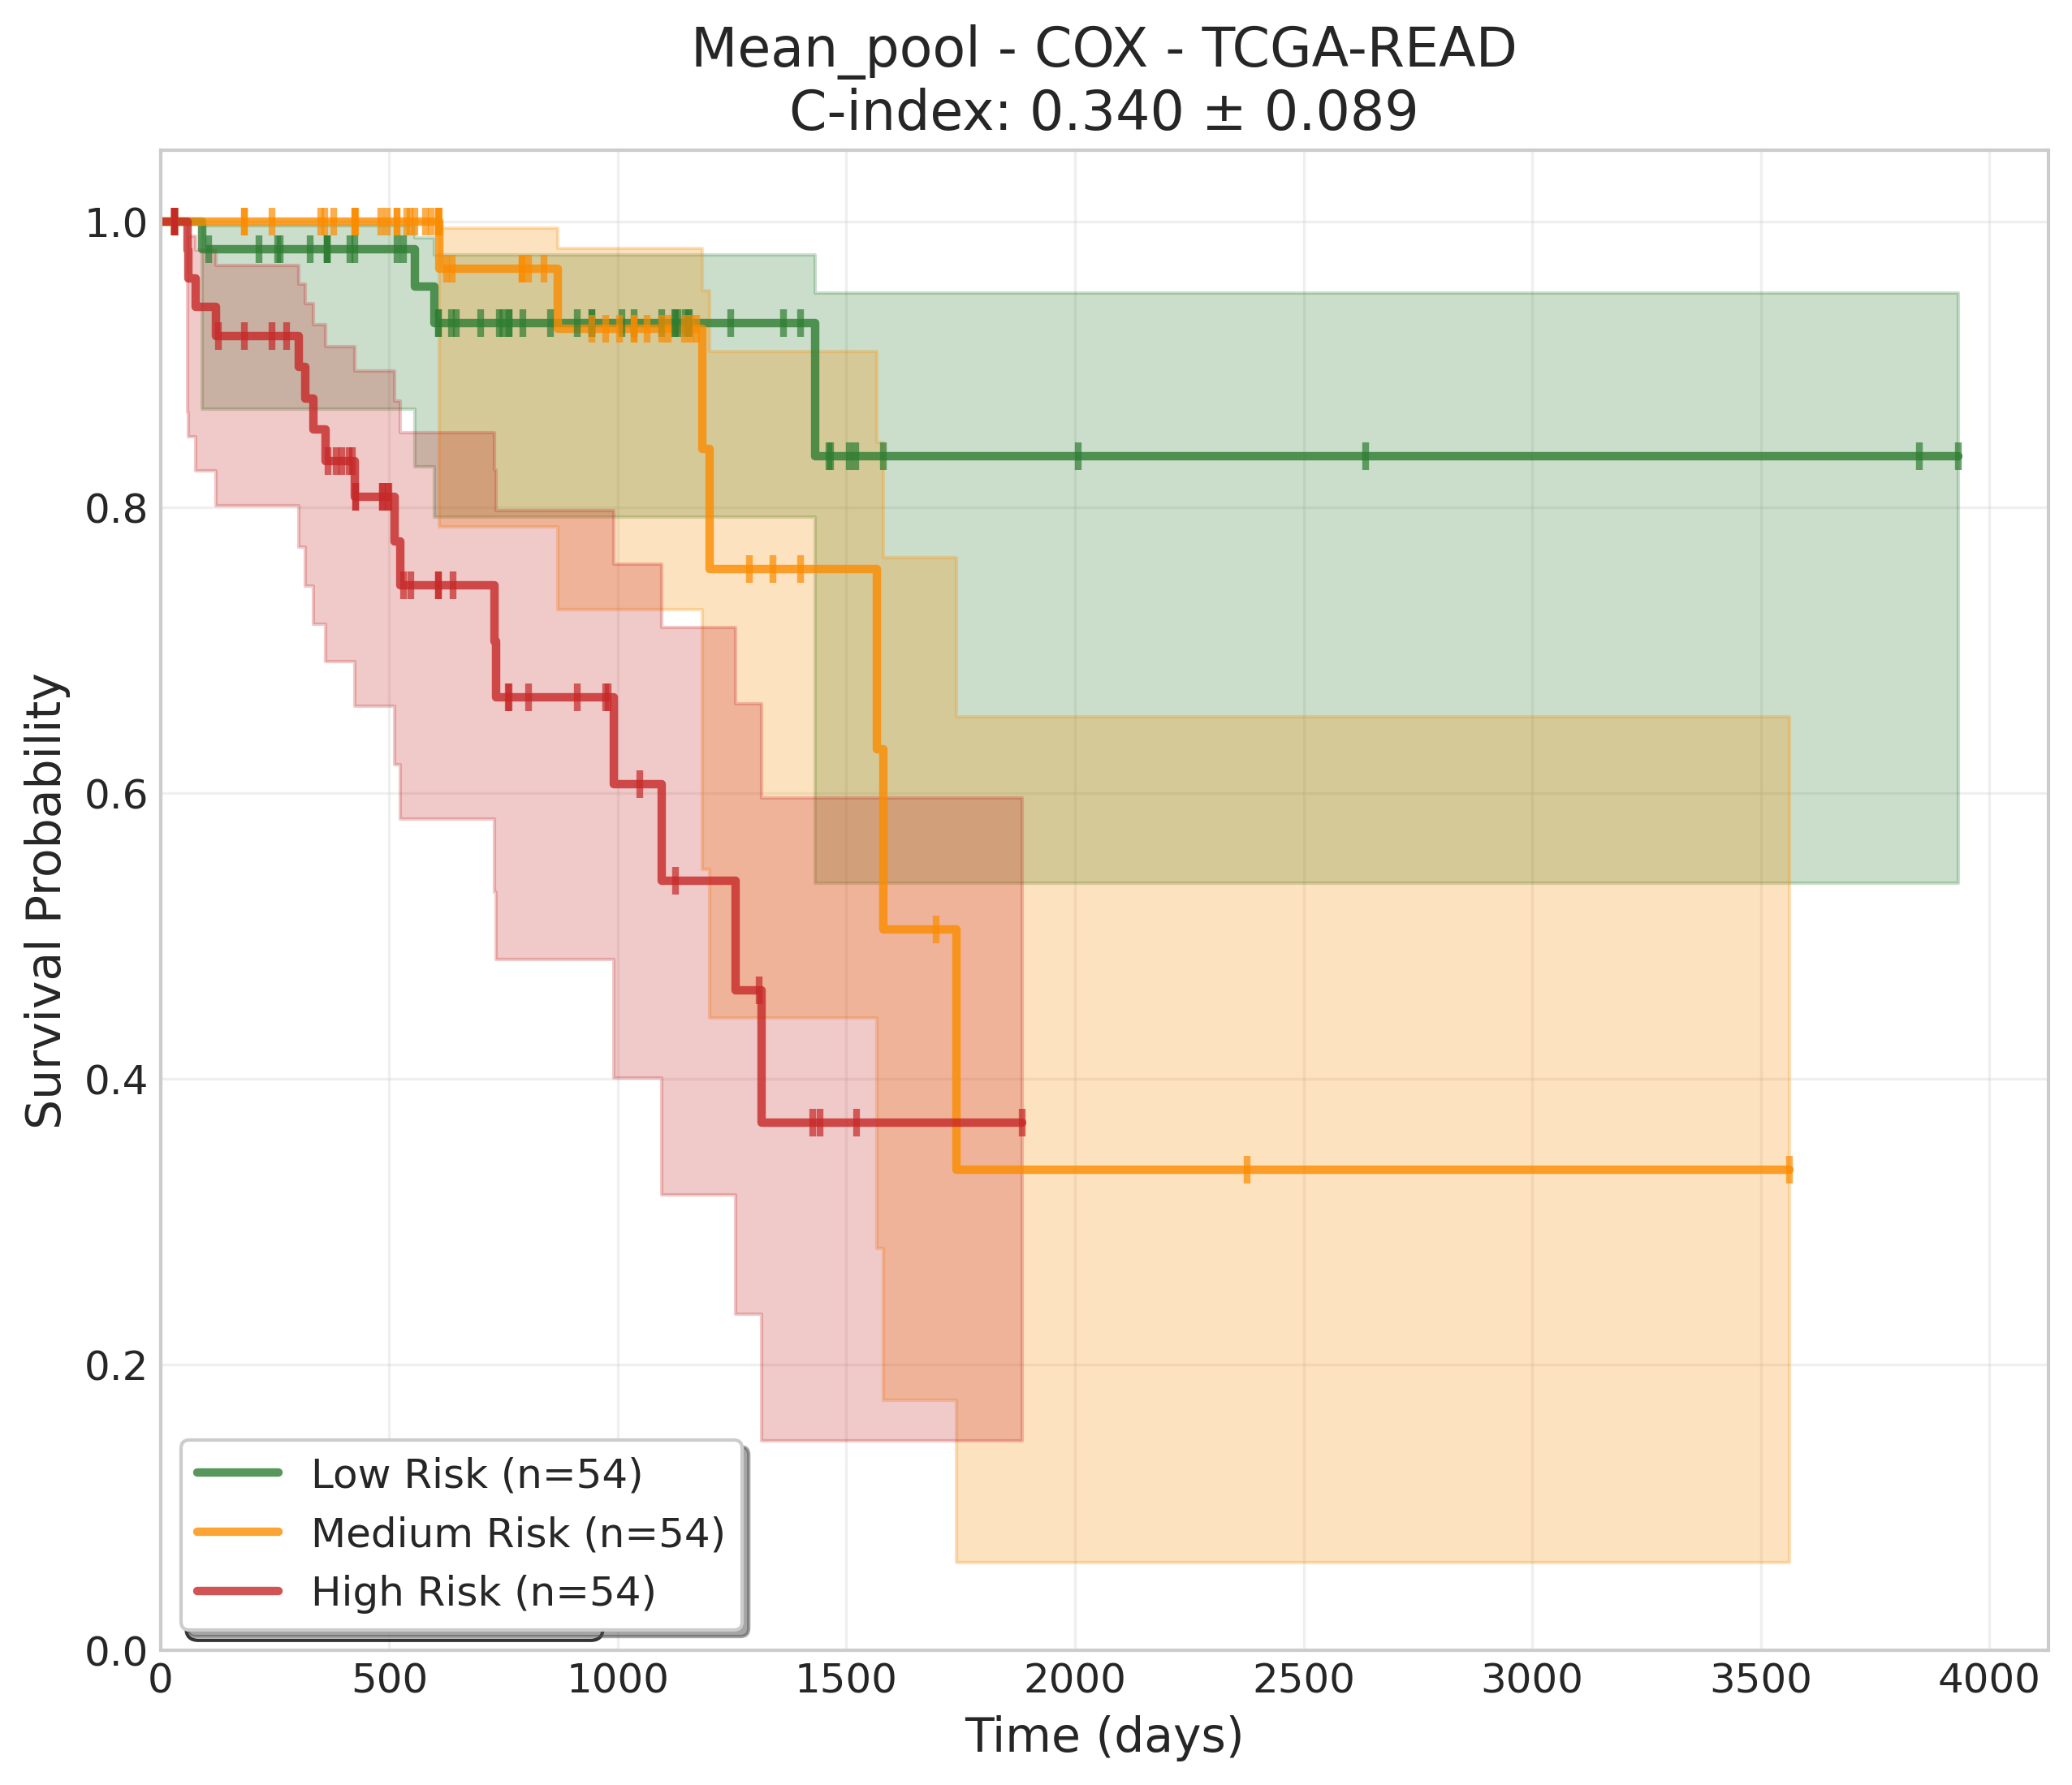 Mean_pool - COX - TCGA-READ
C-index: 0.340 ± 0.089
Survival Probability
1.0
0.8
0.6
0.4
0.2
0.0
Low Risk (n=54)
Medium Risk (n=54)
High Risk (n=54)
0 500 1000 1500 2000 2500 3000 3500 4000
Time (days)